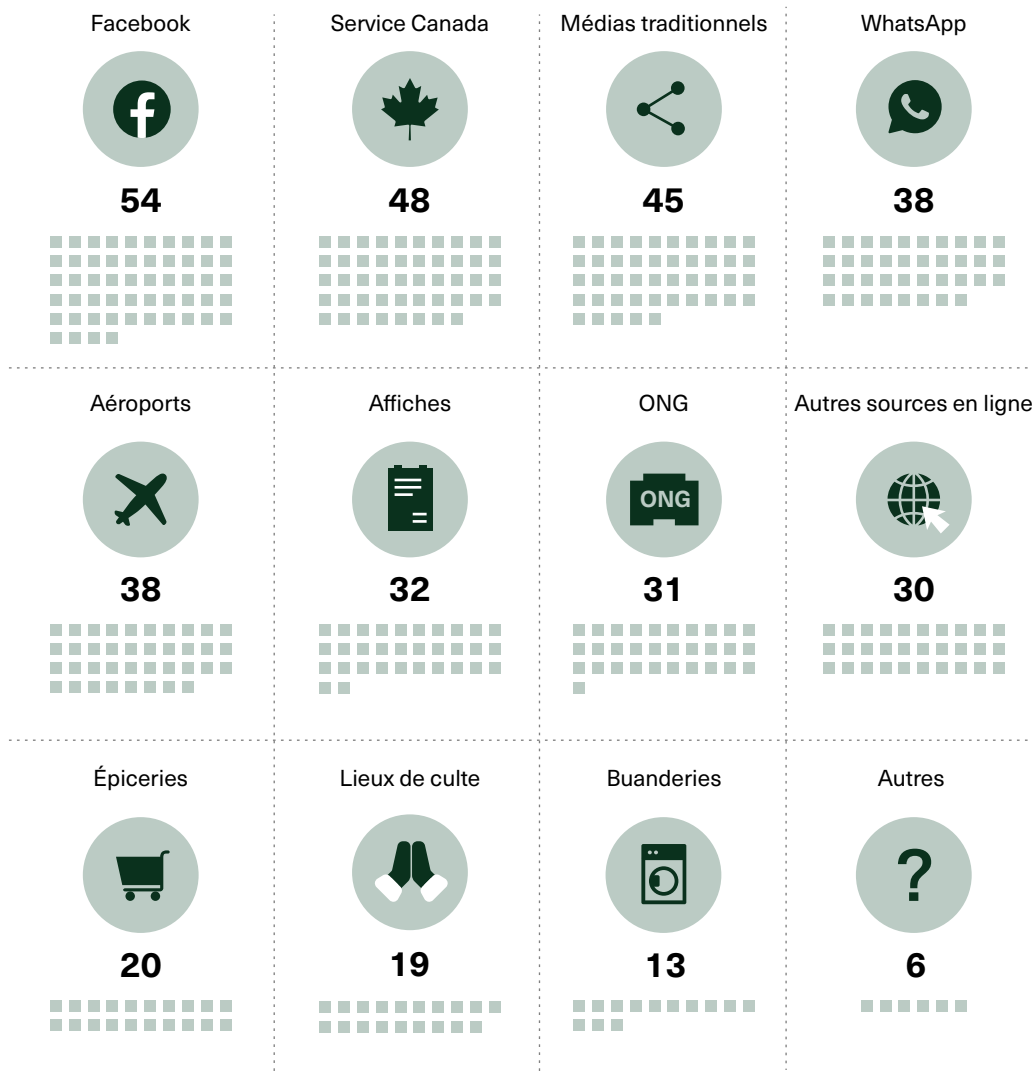 Facebook
Service Canada
Médias traditionnels
WhatsApp
54
48
45
38
Aéroports
Affiches
ONG
Autres sources en ligne
ONG
38
32
31
30
Épiceries
Lieux de culte
Buanderies
Autres
?
20
19
13
6